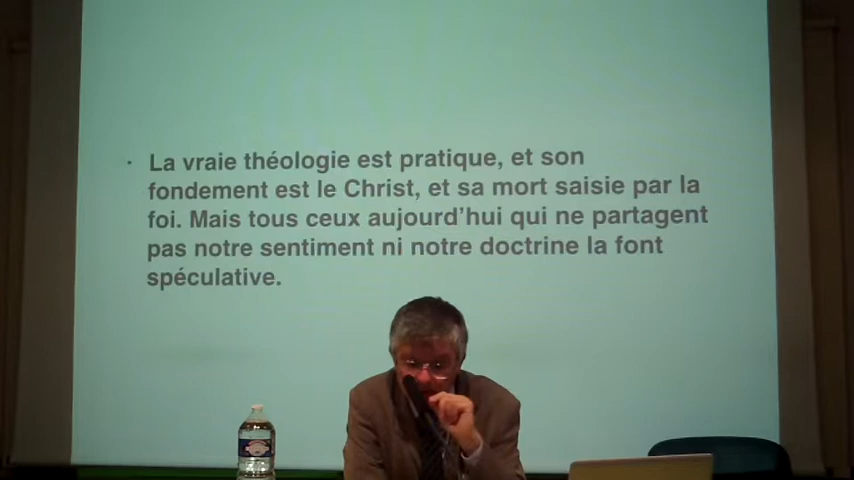 • La vraie théologie est pratique, et son
fondement est le Christ, et sa mort saisie par la
foi. Mais tous ceux aujourd'hui qui ne partagent
pas notre sentiment ni notre doctrine la font
spéculative.